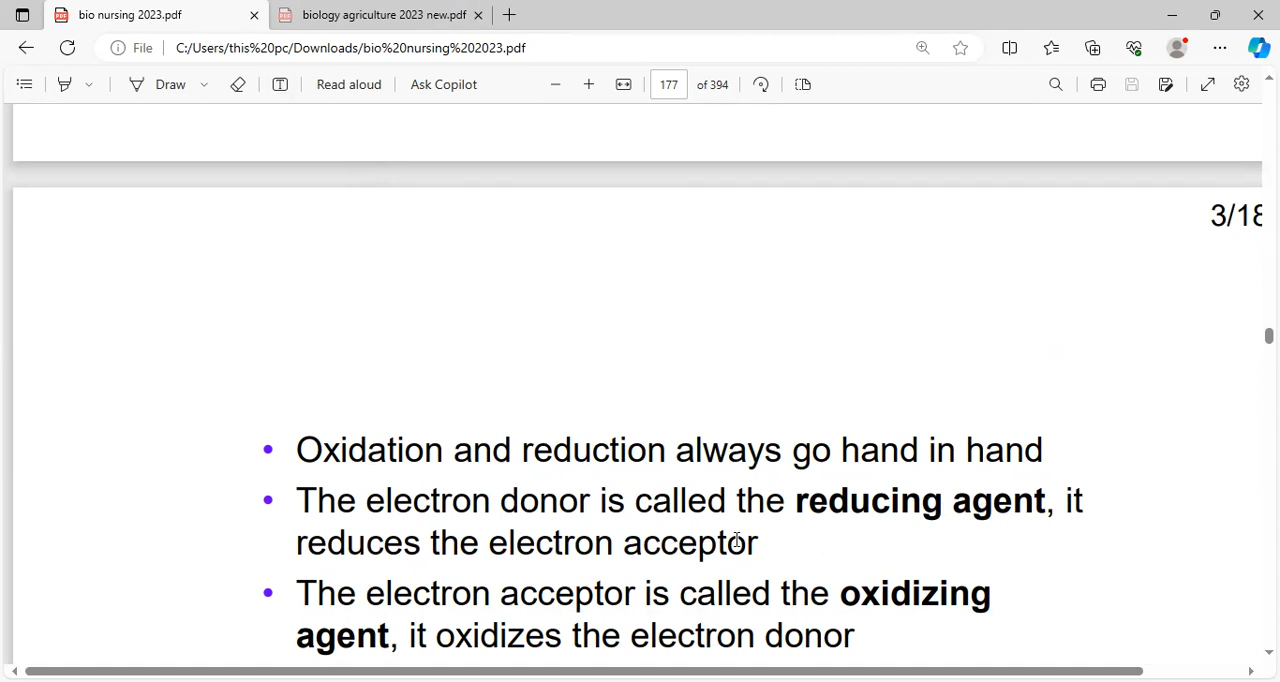 bio nursing 2023.pdf
biology agriculture 2023 new.pdf
File
C:/Users/this%20pc/Downloads/bio%20nursing%202023.pdf
Draw
Read aloud
Ask Copilot
177 of 394
3/18
• Oxidation and reduction always go hand in hand
• The electron donor is called the reducing agent, it
reduces the electron acceptor
• The electron acceptor is called the oxidizing
agent, it oxidizes the electron donor